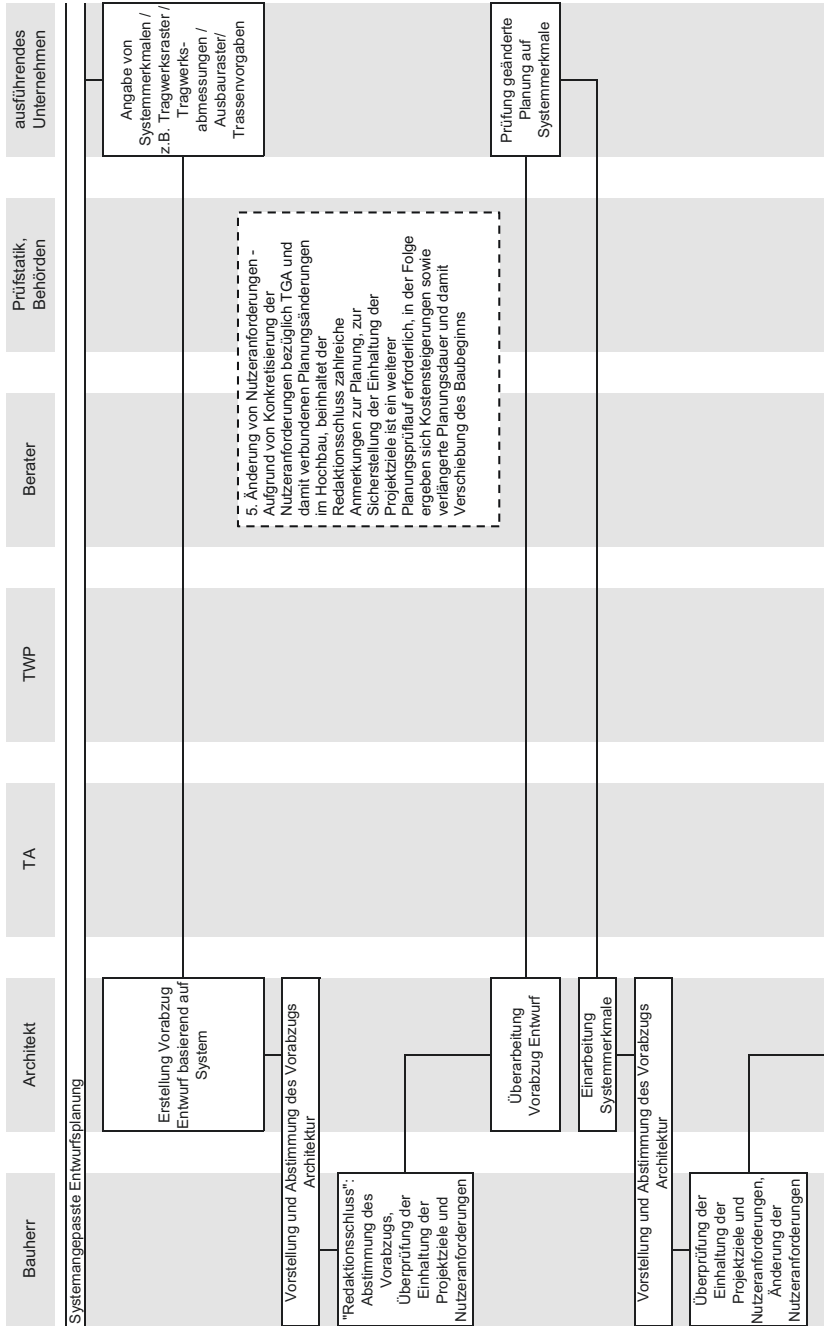 Bauherr
Architekt
TA
TWP
Berater
Prüfstatik,
Behörden
ausführendes
Unternehmen
Systemangepasste Entwurfsplanung
Angabe von
Systemmerkmalen /
z.B. Tragwerksraster /
Tragwerks-
abmessungen /
Ausbauraster/
Trassenvorgaben
Erstellung Vorabzug
Entwurf basierend auf
System
Vorstellung und Abstimmung des Vorabzugs
Architektur
"Redaktionsschluss":
Abstimmung des
Vorabzugs,
Überprüfung der
Einhaltung der
Projektziele und
Nutzeranforderungen
5. Änderung von Nutzeranforderungen -
Aufgrund von Konkretisierung der
Nutzeranforderungen bezüglich TGA und
damit verbundenen Planungsänderungen
im Hochbau, beinhaltet der
Redaktionsschluss zahlreiche
Anmerkungen zur Planung, zur
Sicherstellung der Einhaltung der
Projektziele ist ein weiterer
Planungsprüflauf erforderlich, in der Folge
ergeben sich Kostensteigerungen sowie
verlängerte Planungsdauer und damit
Verschiebung des Baubeginns
Überarbeitung
Vorabzug Entwurf
Prüfung geänderte
Planung auf
Systemmerkmale
Einarbeitung
Systemmerkmale
Vorstellung und Abstimmung des Vorabzugs
Architektur
Überprüfung der
Einhaltung der
Projektziele und
Nutzeranforderungen,
Änderung der
Nutzeranforderungen